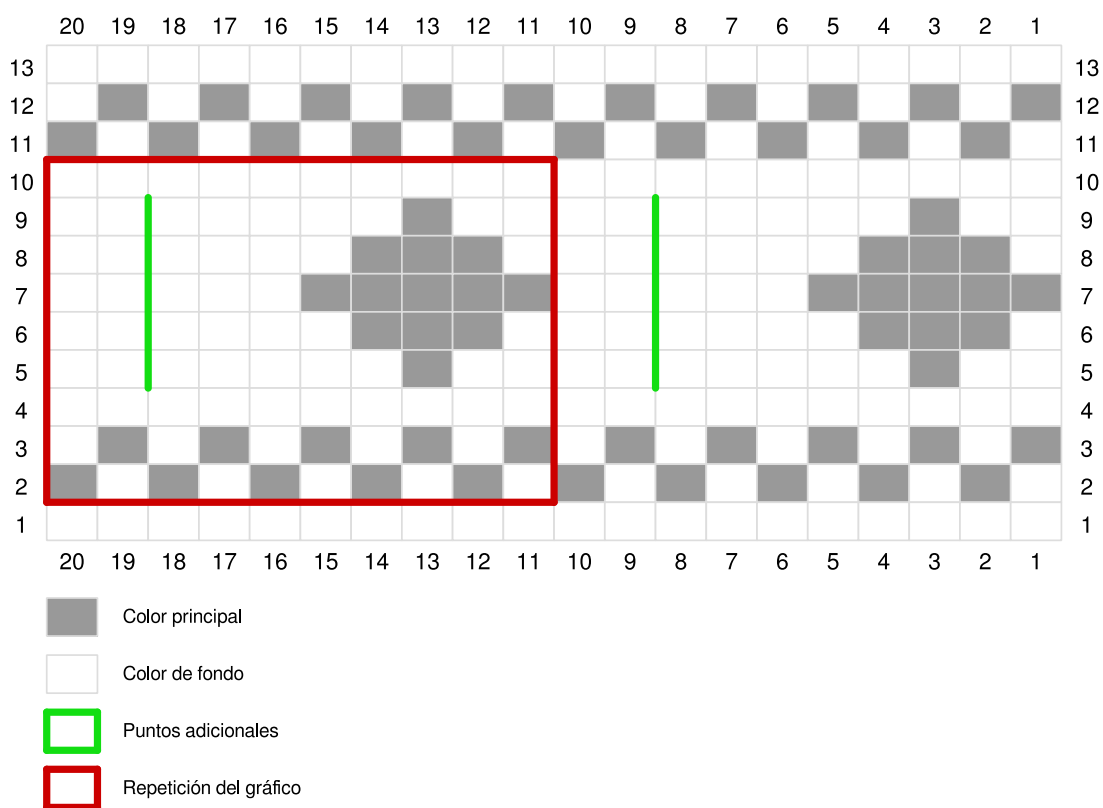 20 19 18 17 16 15 14 13 12 11 10 9 8 7 6 5 4 3 2 1
13 13
12 12
11 11
10 10
9 9
8 8
7 7
6 6
5 5
4 4
3 3
2 2
1 1
20 19 18 17 16 15 14 13 12 11 10 9 8 7 6 5 4 3 2 1
Color principal
Color de fondo
Puntos adicionales
Repetición del gráfico